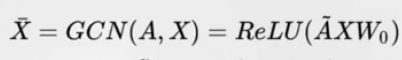 X̄ = GCN(A, X) = ReLU(ÃXW₀)